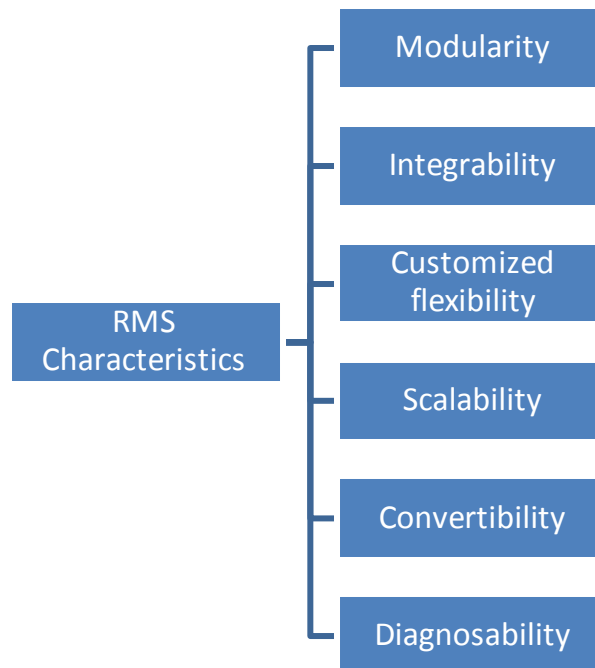 Modularity
Integrability
Customized
flexibility
RMS
Characteristics
Scalability
Convertibility
Diagnosability